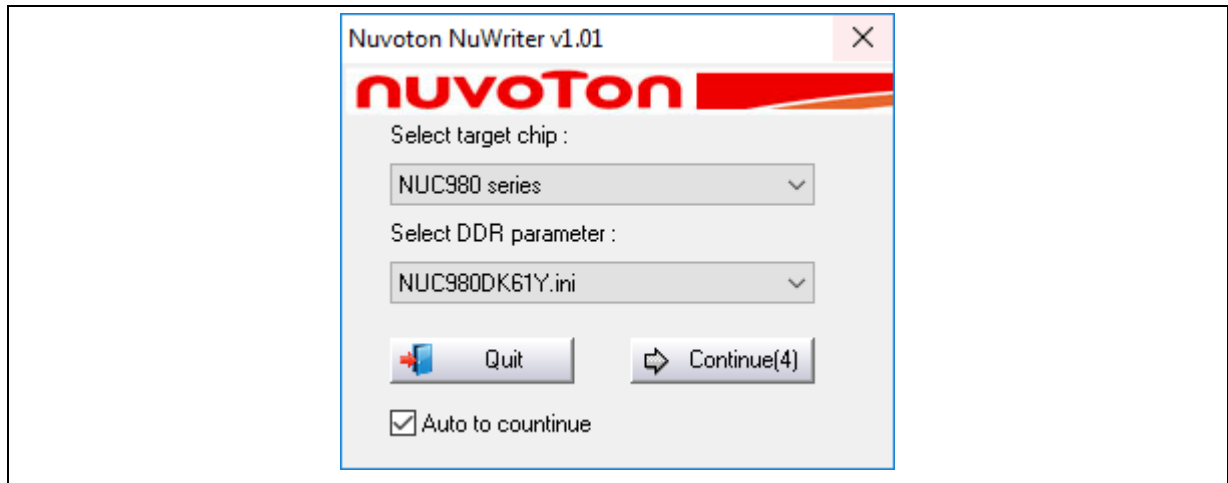 Nuvoton NuWriter v1.01
nuvoTon
Select target chip :
NUC980 series
Select DDR parameter :
NUC980DK61Y.ini
Quit
Continue(4)
Auto to countinue